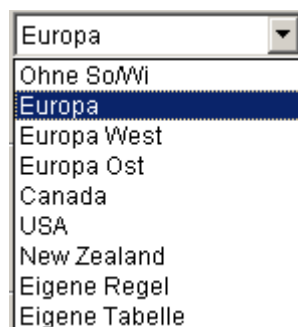 Europa
Ohne So/Wi
Europa
Europa West
Europa Ost
Canada
USA
New Zealand
Eigene Regel
Eigene Tabelle